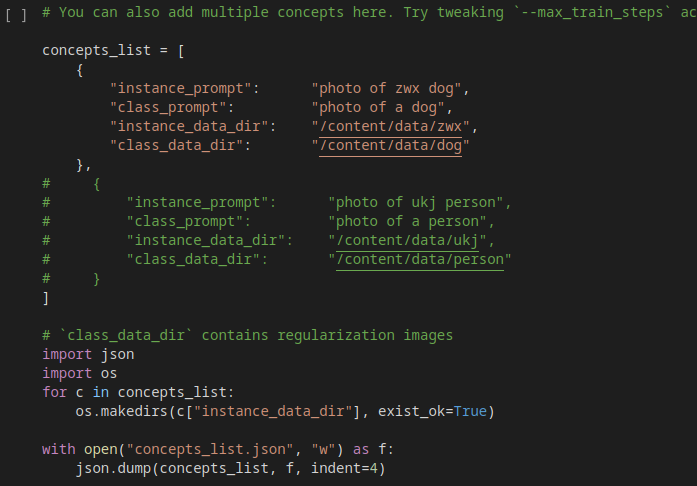 [ ] # You can also add multiple concepts here. Try tweaking `--max_train_steps` ac
concepts_list = [
    {
        "instance_prompt":      "photo of zwx dog",
        "class_prompt":         "photo of a dog",
        "instance_data_dir":    "/content/data/zwx",
        "class_data_dir":       "/content/data/dog"
    },
#     {
#         "instance_prompt":      "photo of ukj person",
#         "class_prompt":         "photo of a person",
#         "instance_data_dir":    "/content/data/ukj",
#         "class_data_dir":       "/content/data/person"
#     }
]
# `class_data_dir` contains regularization images
import json
import os
for c in concepts_list:
    os.makedirs(c["instance_data_dir"], exist_ok=True)
with open("concepts_list.json", "w") as f:
    json.dump(concepts_list, f, indent=4)